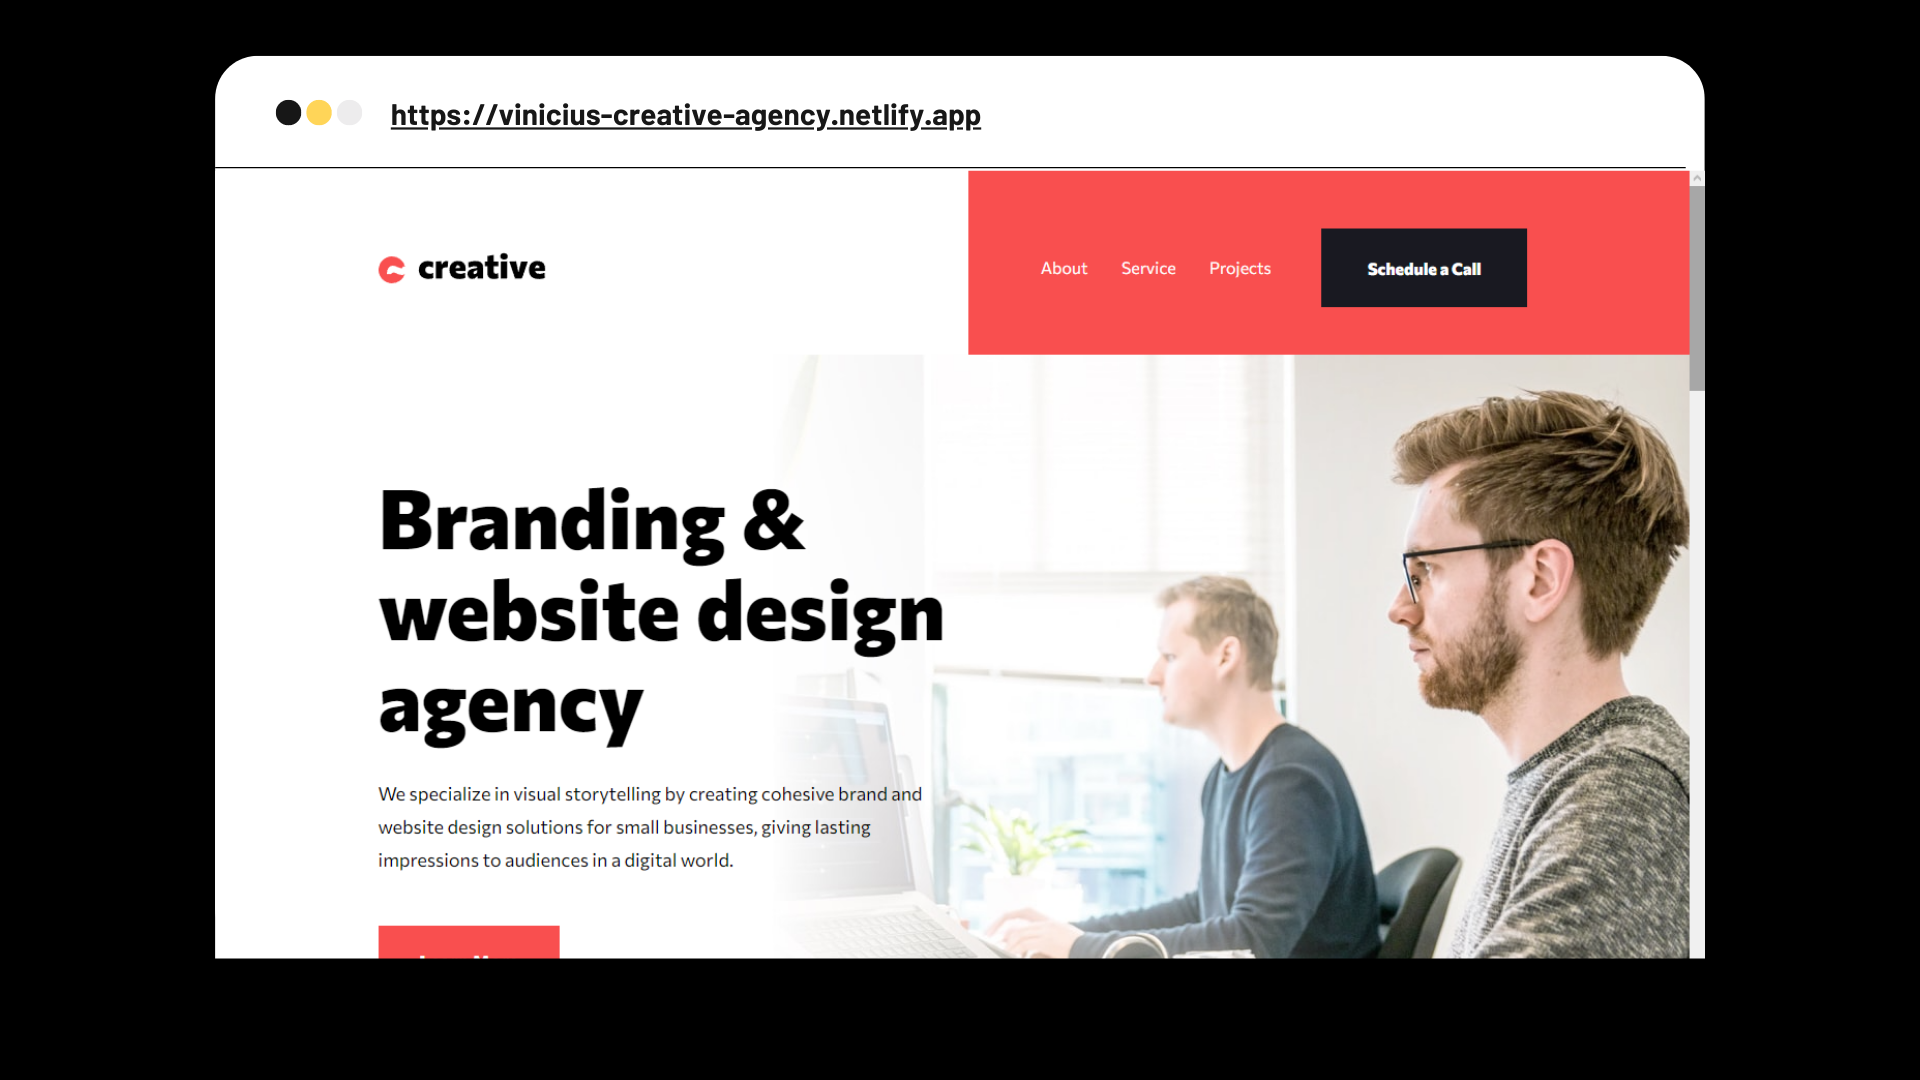 https://vinicius-creative-agency.netlify.app
creative
About Service Projects Schedule a Call
Branding &
website design
agency
We specialize in visual storytelling by creating cohesive brand and
website design solutions for small businesses, giving lasting
impressions to audiences in a digital world.